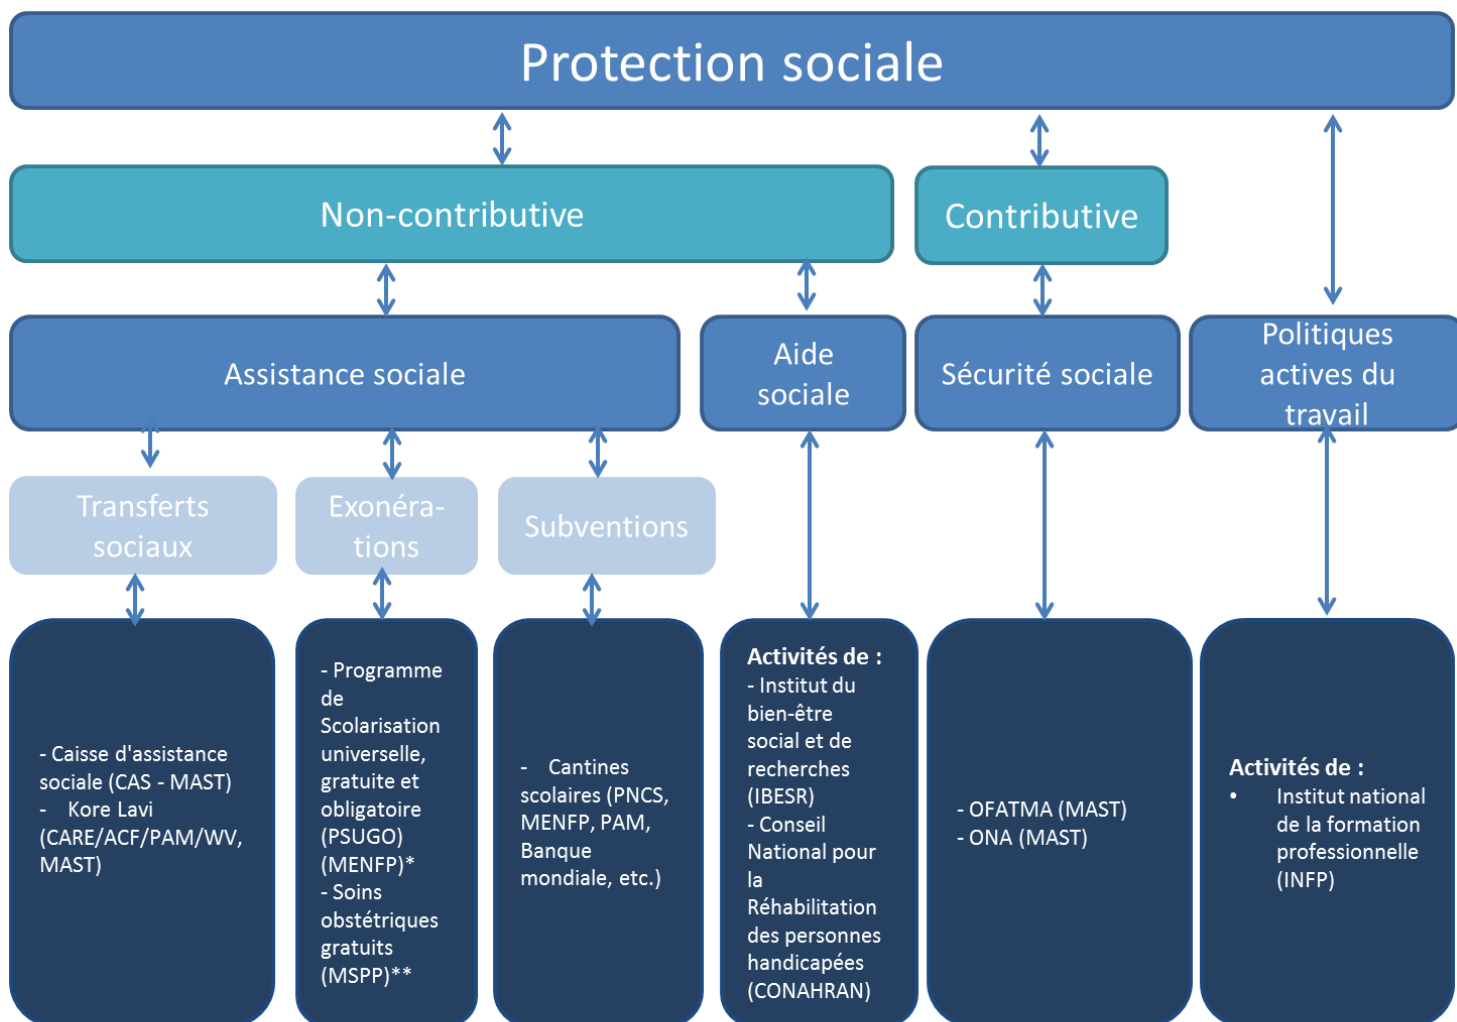 Protection sociale
Non-contributive
Contributive
Assistance sociale
Aide
sociale
Sécurité sociale
Politiques
actives du
travail
Transferts
sociaux
Exonéra-
tions
Subventions
- Caisse d'assistance
sociale (CAS - MAST)
- Kore Lavi
(CARE/ACF/PAM/WV,
MAST)
- Programme
de
Scolarisation
universelle,
gratuite et
obligatoire
(PSUGO)
(MENFP)*
- Soins
obstétriques
gratuits
(MSPP)**
- Cantines
scolaires (PNCS,
MENFP, PAM,
Banque
mondiale, etc.)
Activités de :
- Institut du
bien-être
social et de
recherches
(IBESR)
- Conseil
National pour
la
Réhabilitation
des personnes
handicapées
(CONAHRAN)
- OFATMA (MAST)
- ONA (MAST)
Activités de :
• Institut national
de la formation
professionnelle
(INFP)